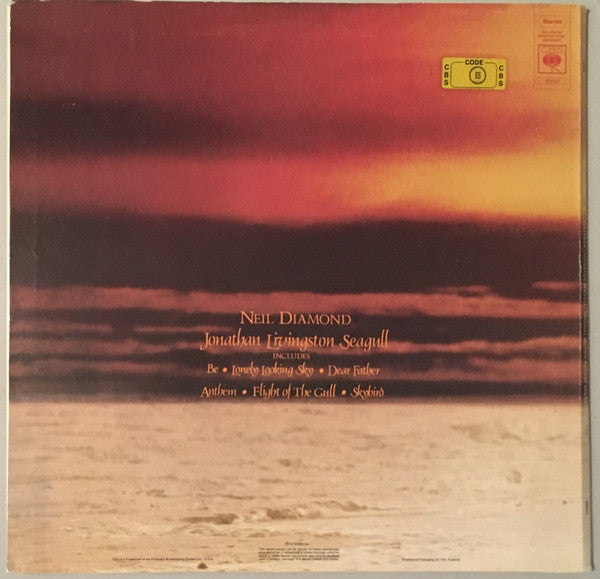 Stereo
CBS
CODE
CBS
B
CBS
NEIL DIAMOND
Jonathan Livingston Seagull
INCLUDES
Be • Lonely Looking Sky • Dear Father
Anthem • Flight of The Gull • Skybird